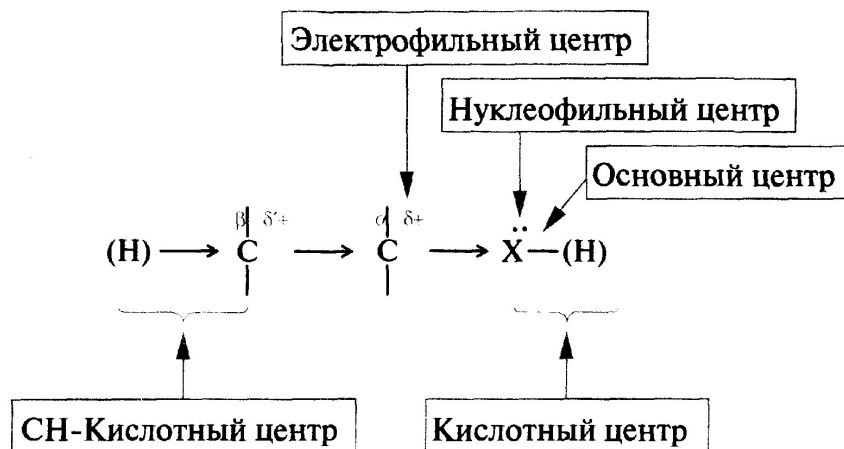 Электрофильный центр
Нуклеофильный центр
Основный центр
β δ'+ α δ+
(H) → C → C → Ẍ—(H)
CH-Кислотный центр
Кислотный центр